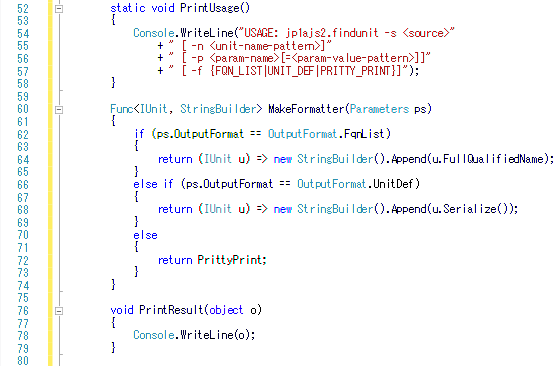 52 static void PrintUsage()
53 {
54 Console.WriteLine("USAGE: jp1ajs2.findunit -s <source>"
55 + " [ -n <unit-name-pattern>]"
56 + " [ -p <param-name>[=<param-value-pattern>]]"
57 + " [ -f {FQN_LIST|UNIT_DEF|PRITTY_PRINT}]");
58 }
59
60 Func<IUnit, StringBuilder> MakeFormatter(Parameters ps)
61 {
62 if (ps.OutputFormat == OutputFormat.FqnList)
63 {
64 return (IUnit u) => new StringBuilder().Append(u.FullQualifiedName);
65 }
66 else if (ps.OutputFormat == OutputFormat.UnitDef)
67 {
68 return (IUnit u) => new StringBuilder().Append(u.Serialize());
69 }
70 else
71 {
72 return PrittyPrint;
73 }
74 }
75
76 void PrintResult(object o)
77 {
78 Console.WriteLine(o);
79 }
80